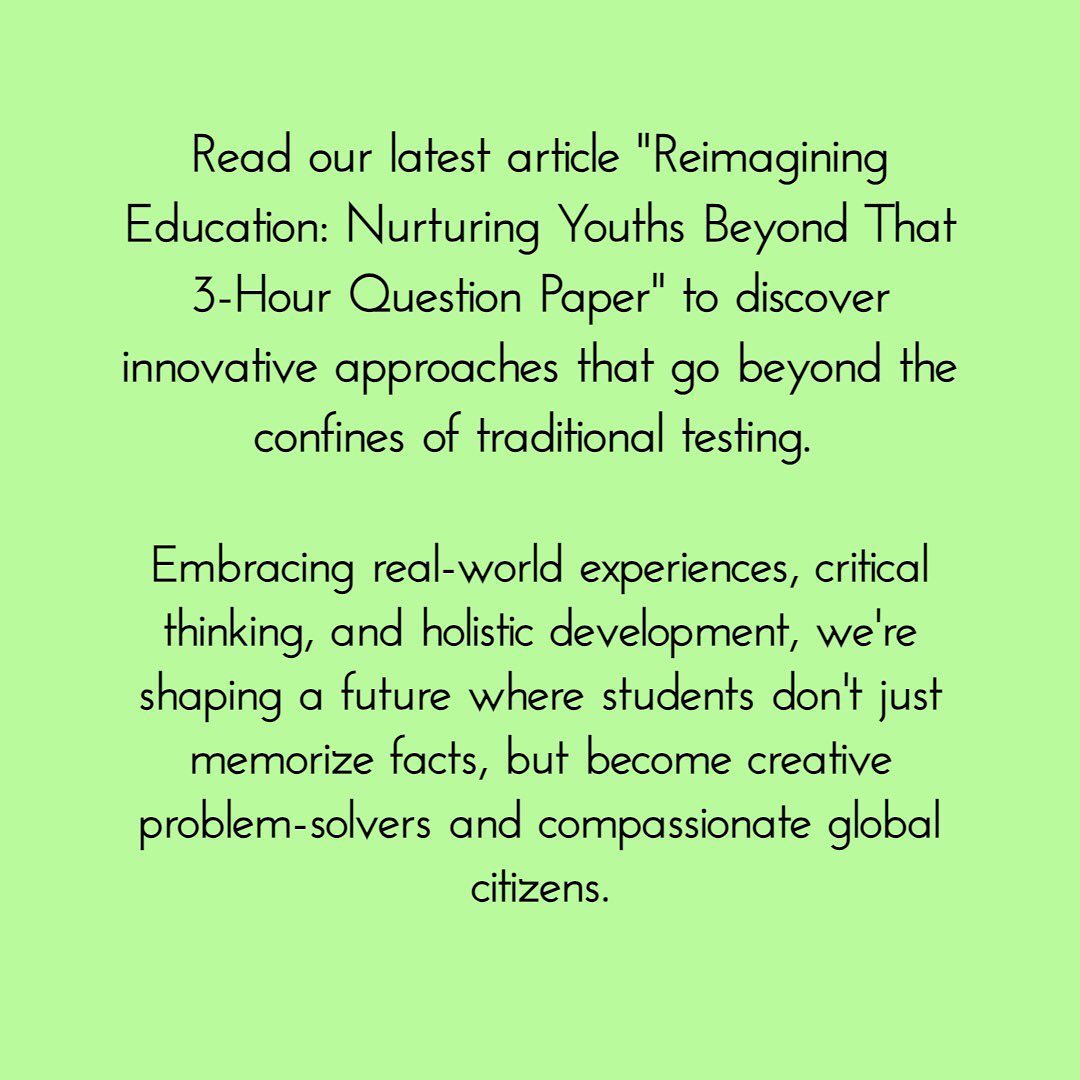 Read our latest article "Reimagining
Education: Nurturing Youths Beyond That
3-Hour Question Paper" to discover
innovative approaches that go beyond the
confines of traditional testing.
Embracing real-world experiences, critical
thinking, and holistic development, we're
shaping a future where students don't just
memorize facts, but become creative
problem-solvers and compassionate global
citizens.